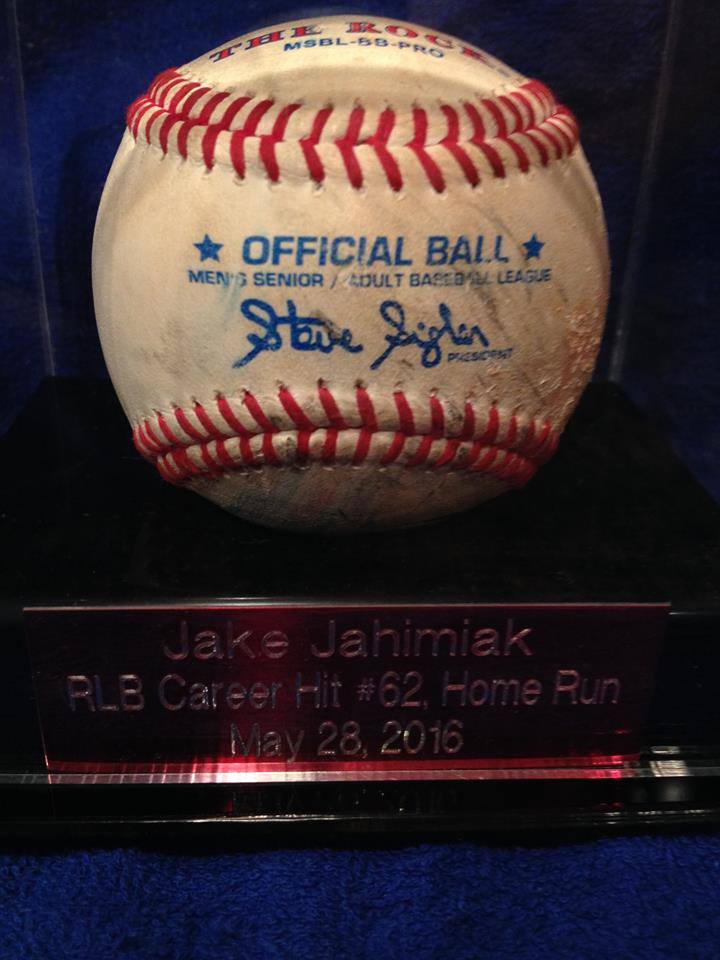 THE ROCK
MSBL-SS-PRO
★ OFFICIAL BALL ★
MEN'S SENIOR / ADULT BASEBALL LEAGUE
Steve Sigler
PRESIDENT
Jake Jahimiak
RLB Career Hit #62, Home Run
May 28, 2016